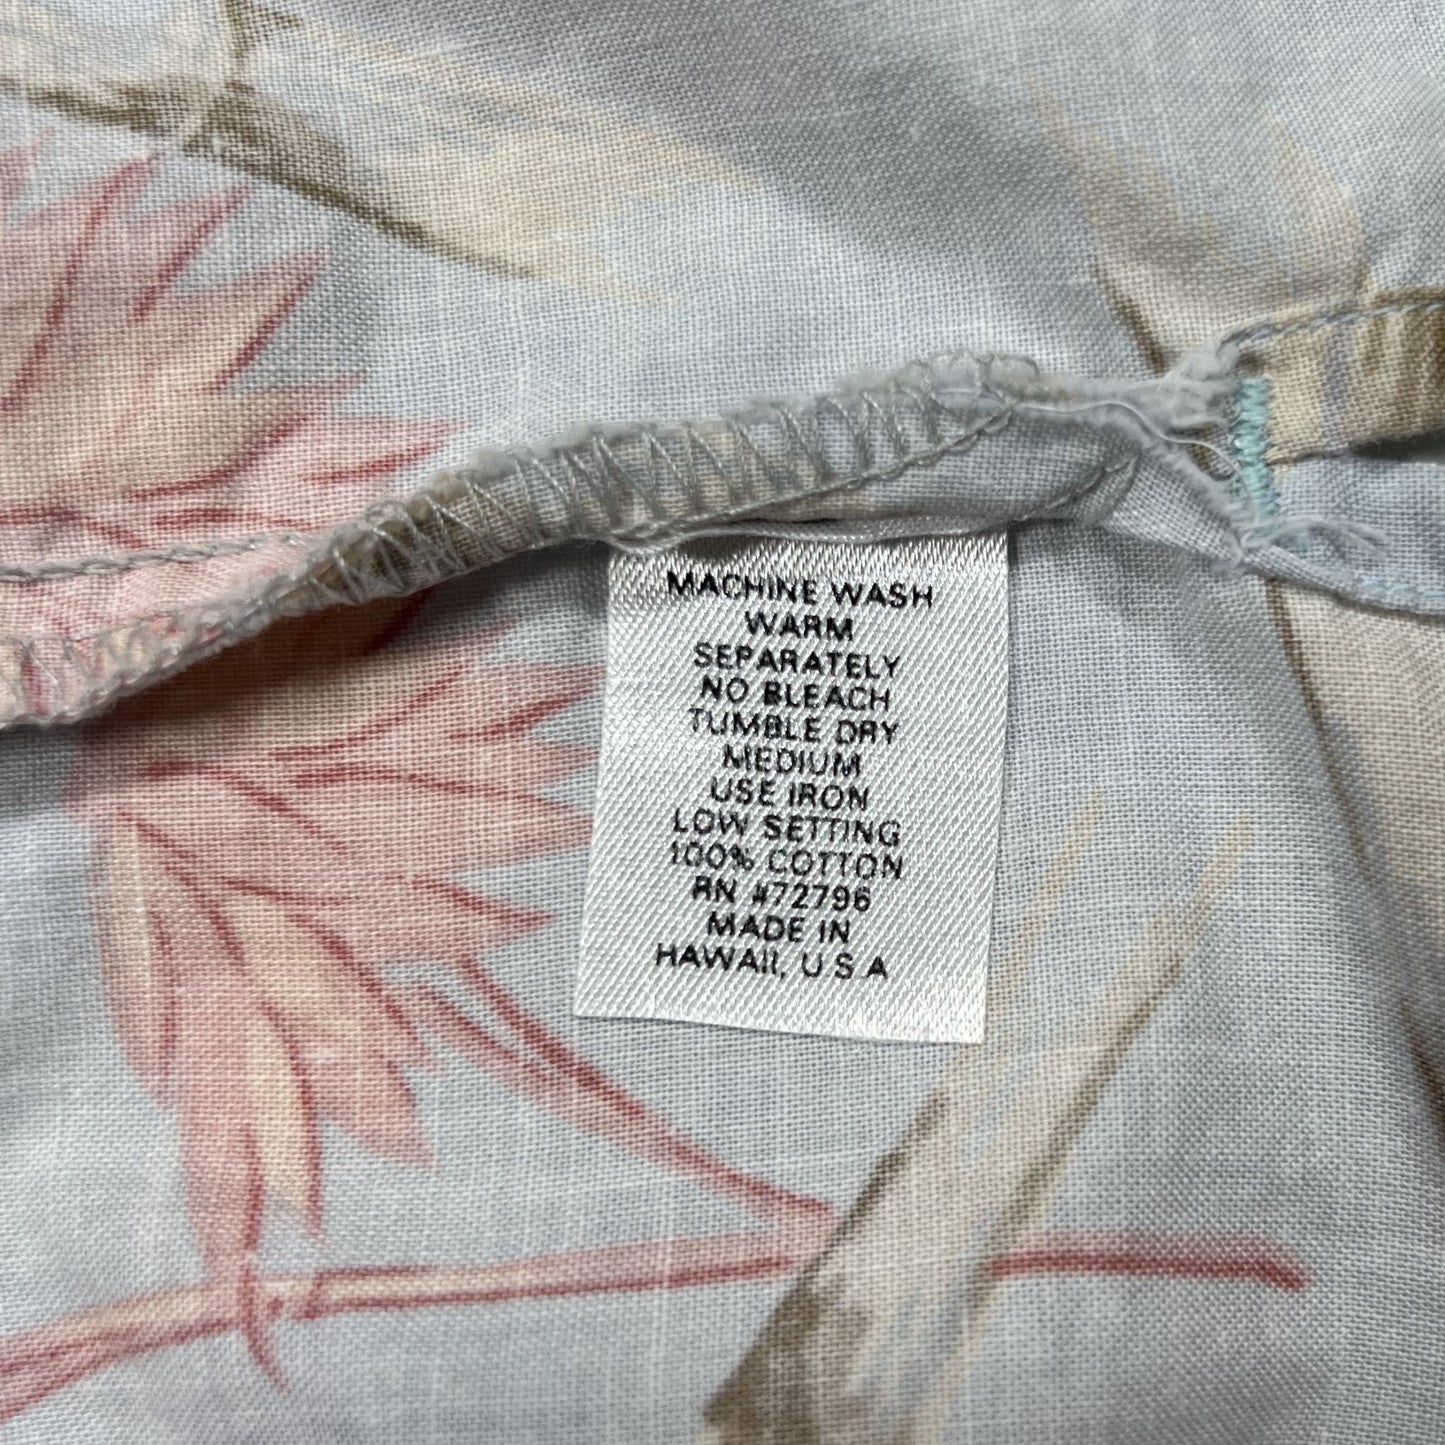 MACHINE WASH
WARM
SEPARATELY
NO BLEACH
TUMBLE DRY
MEDIUM
USE IRON
LOW SETTING
100% COTTON
RN #72796
MADE IN
HAWAII, U.S.A